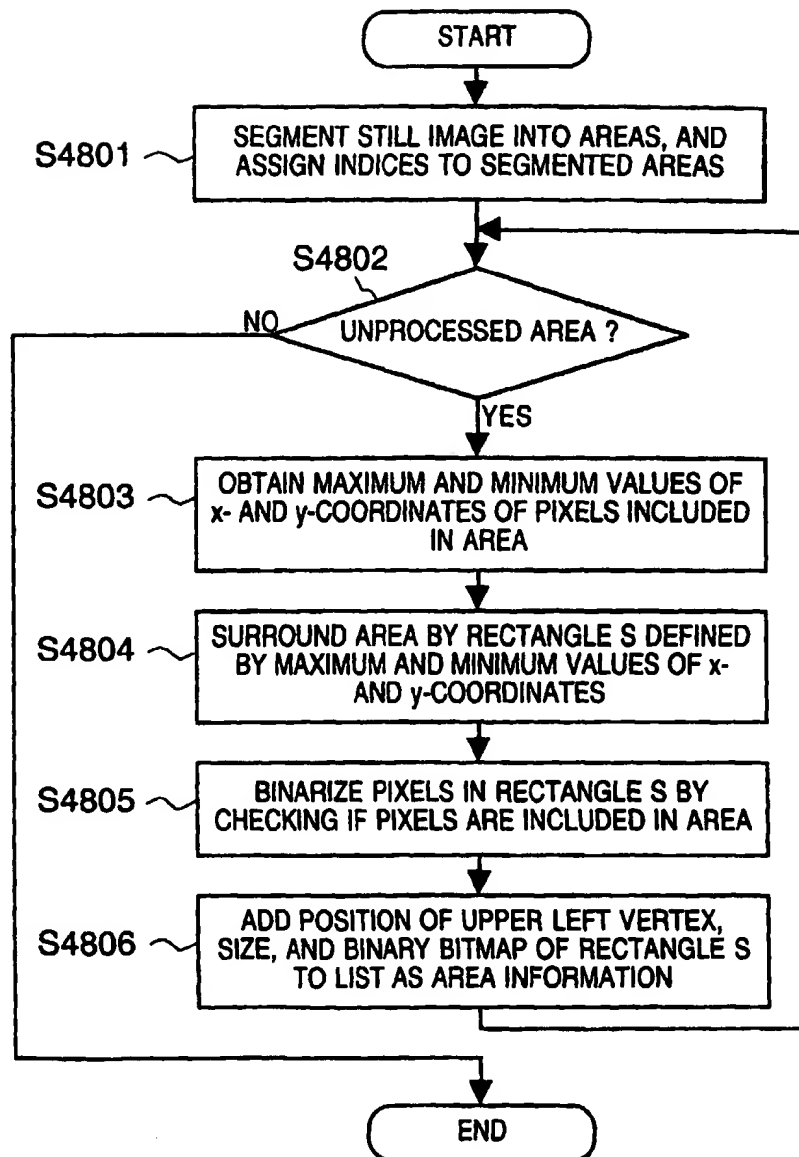 START
S4801
SEGMENT STILL IMAGE INTO AREAS, AND
ASSIGN INDICES TO SEGMENTED AREAS
S4802
NO
UNPROCESSED AREA ?
YES
S4803
OBTAIN MAXIMUM AND MINIMUM VALUES OF
x- AND y-COORDINATES OF PIXELS INCLUDED
IN AREA
S4804
SURROUND AREA BY RECTANGLE S DEFINED
BY MAXIMUM AND MINIMUM VALUES OF x-
AND y-COORDINATES
S4805
BINARIZE PIXELS IN RECTANGLE S BY
CHECKING IF PIXELS ARE INCLUDED IN AREA
S4806
ADD POSITION OF UPPER LEFT VERTEX,
SIZE, AND BINARY BITMAP OF RECTANGLE S
TO LIST AS AREA INFORMATION
END